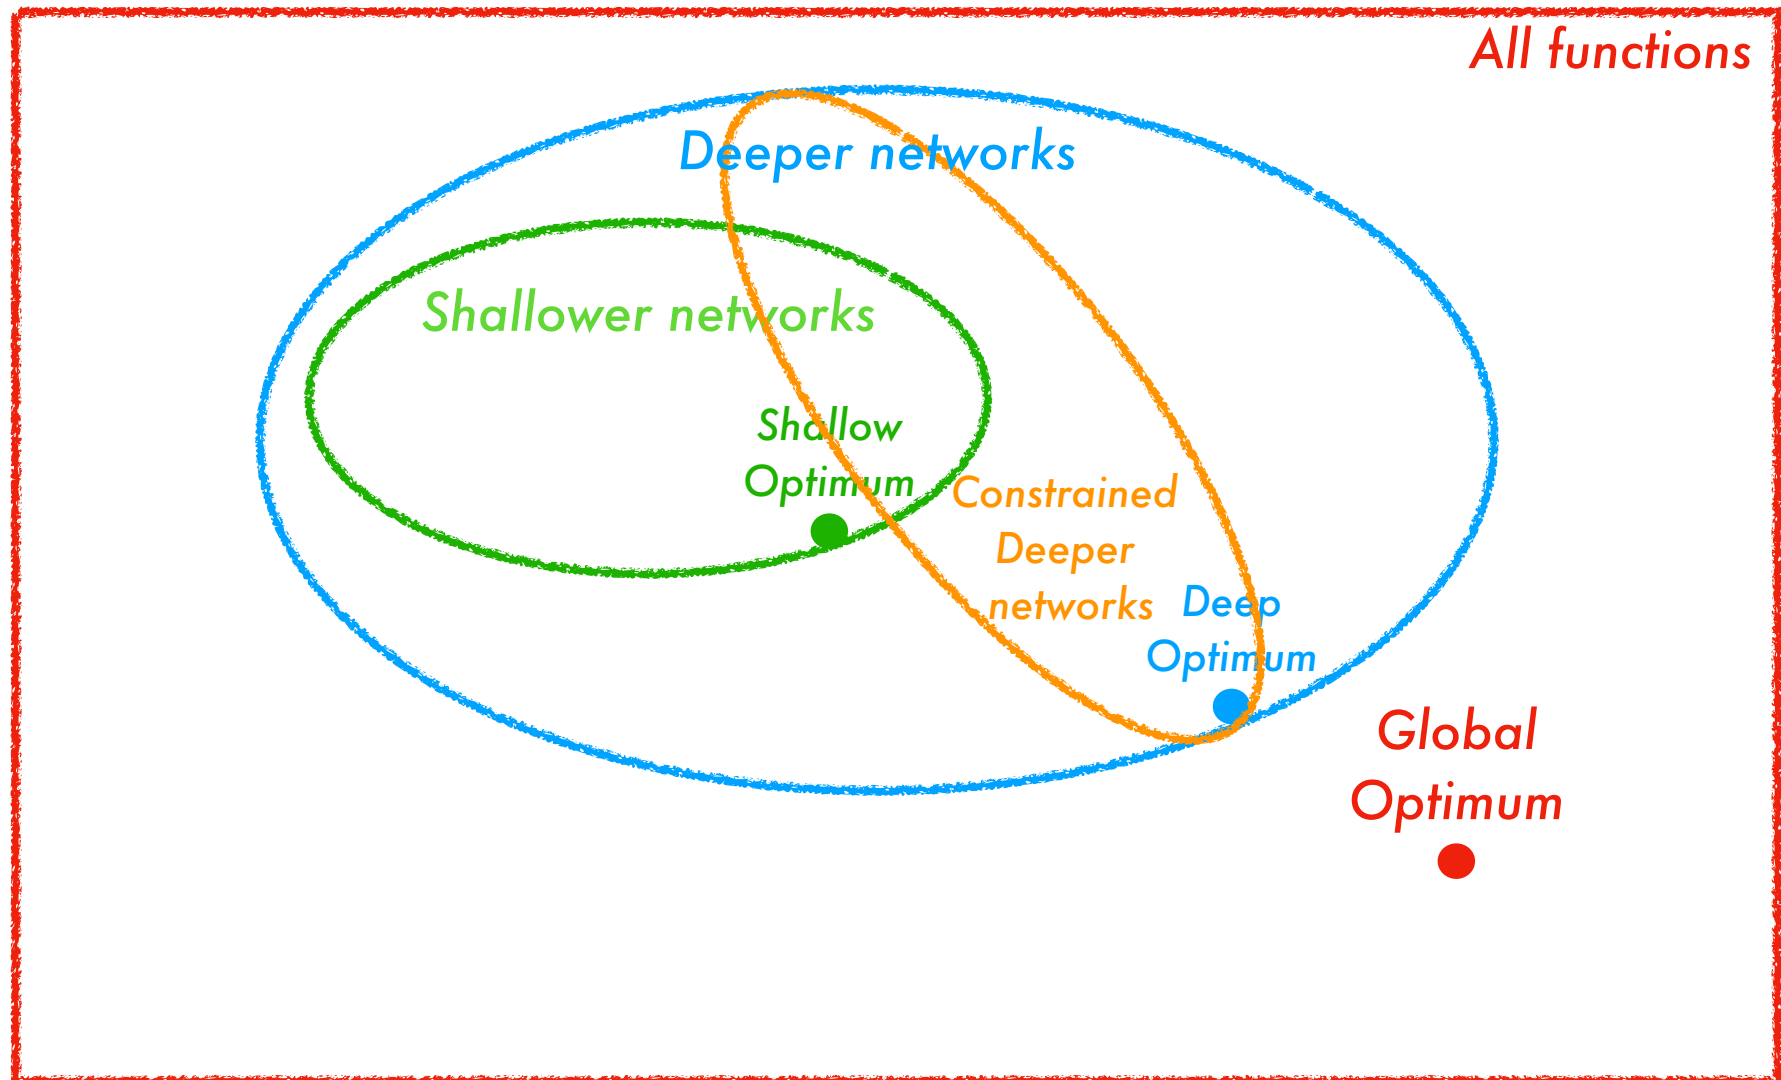 All functions
Deeper networks
Shallower networks
Shallow
Optimum
Constrained
Deeper
networks
Deep
Optimum
Global
Optimum